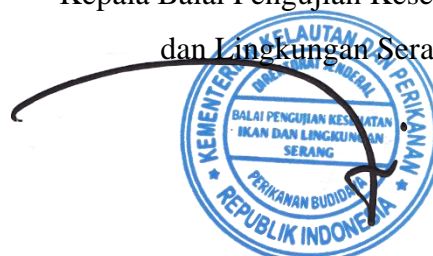 Kepala Balai Pengujian Kese
dan Lingkungan Sera
KEMENTERIAN KELAUTAN DAN PERIKANAN
DIREKTORAT JENDERAL
BALAI PENGUJIAN KESEHATAN
IKAN DAN LINGKUNGAN
SERANG
PERIKANAN BUDIDAYA
REPUBLIK INDONESIA